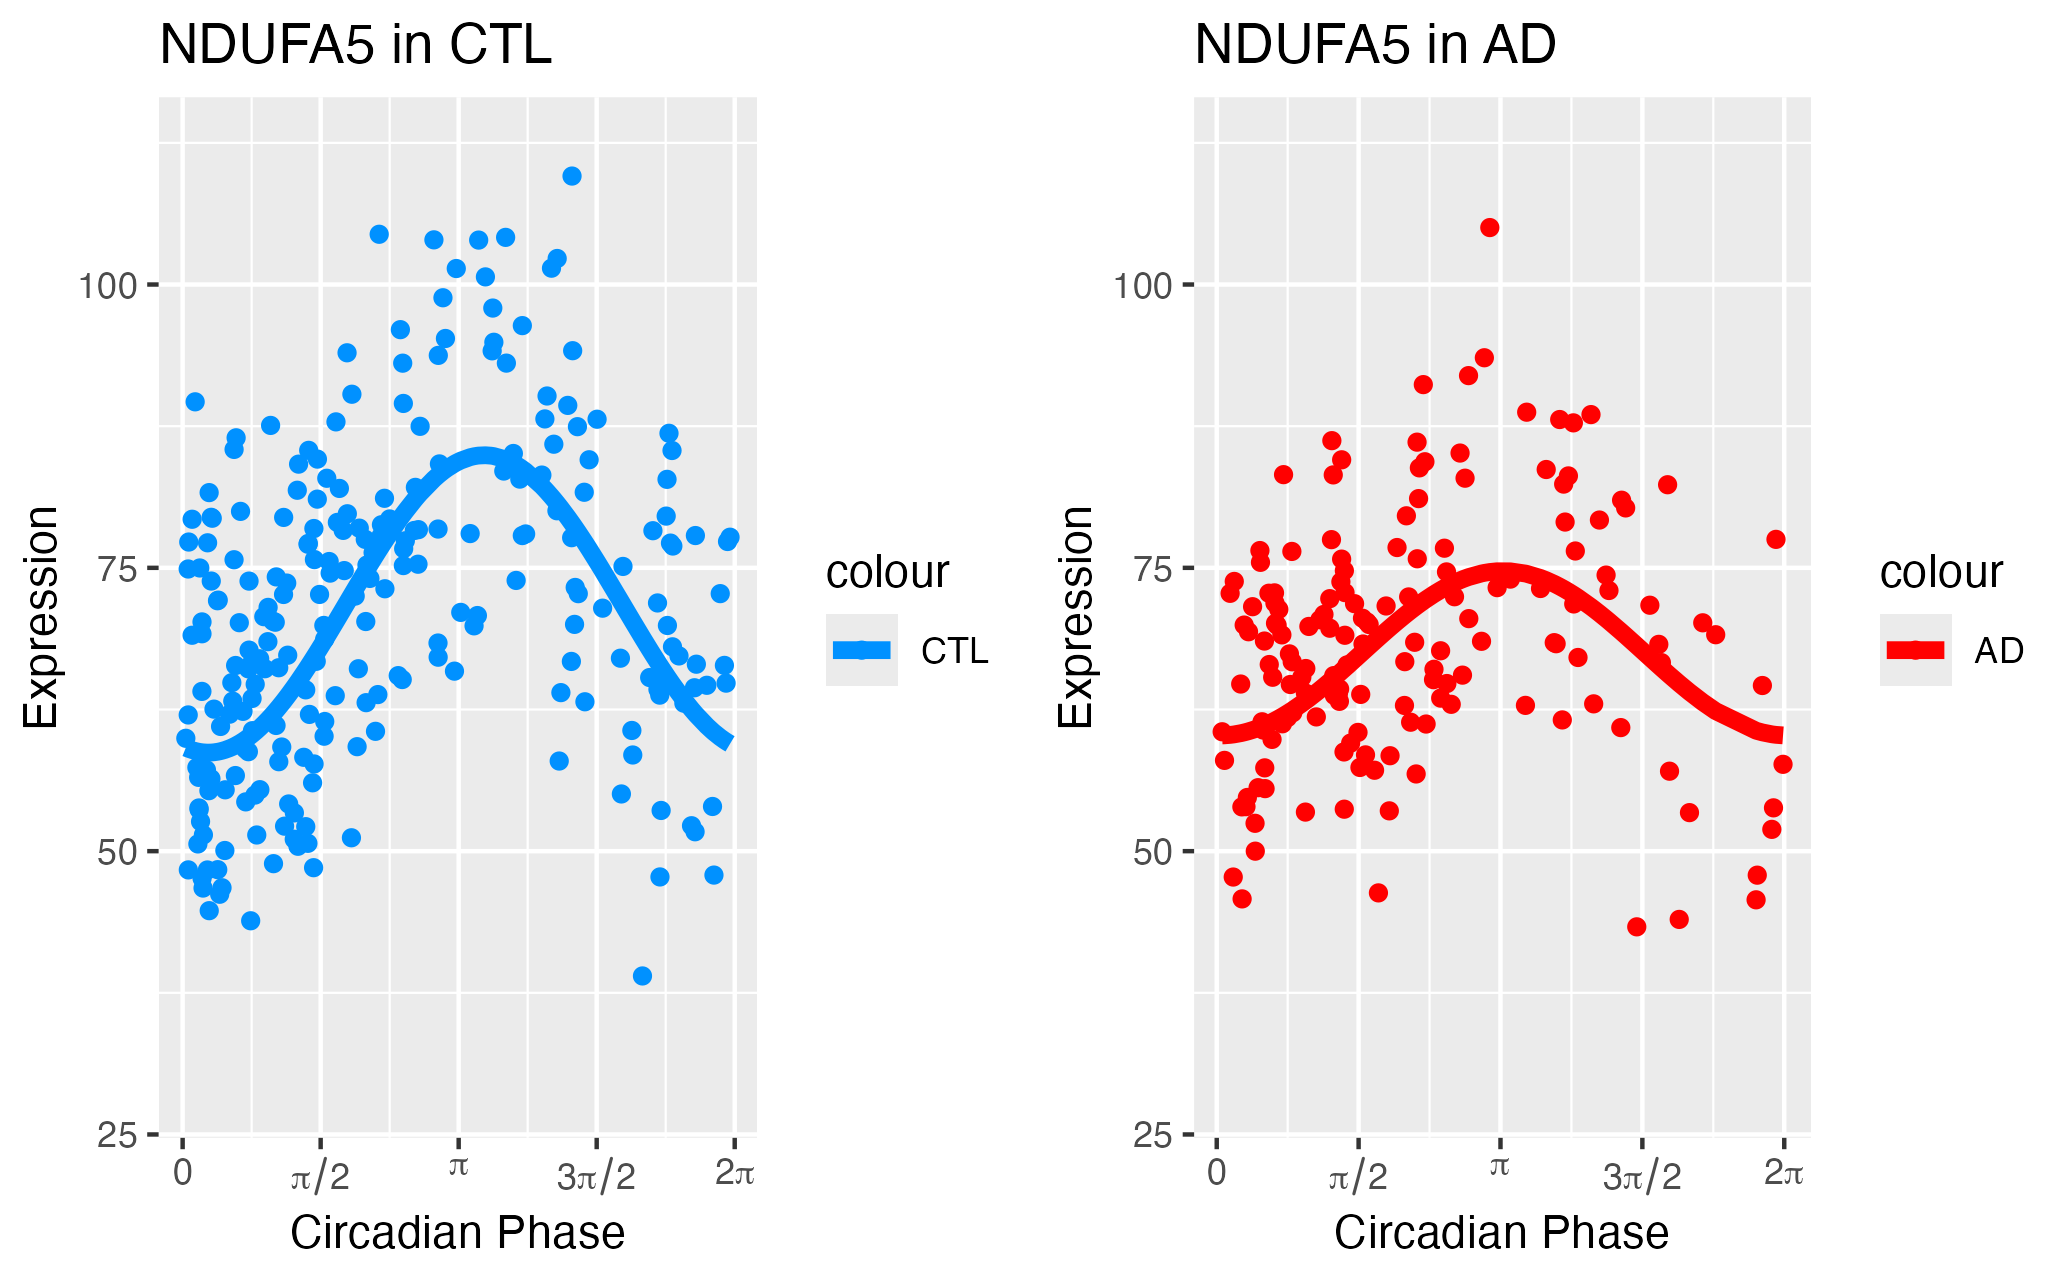 NDUFA5 in CTL
Expression
100
75
50
25
0 π/2 π 3π/2 2π
Circadian Phase
colour
CTL
NDUFA5 in AD
Expression
100
75
50
25
0 π/2 π 3π/2 2π
Circadian Phase
colour
AD